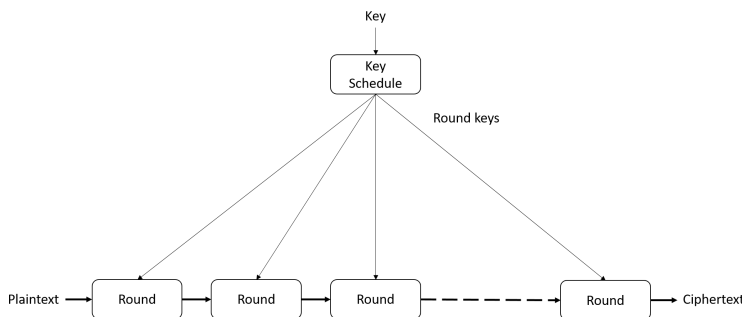 Key
Key
Schedule
Round keys
Plaintext
Round
Round
Round
Round
Ciphertext